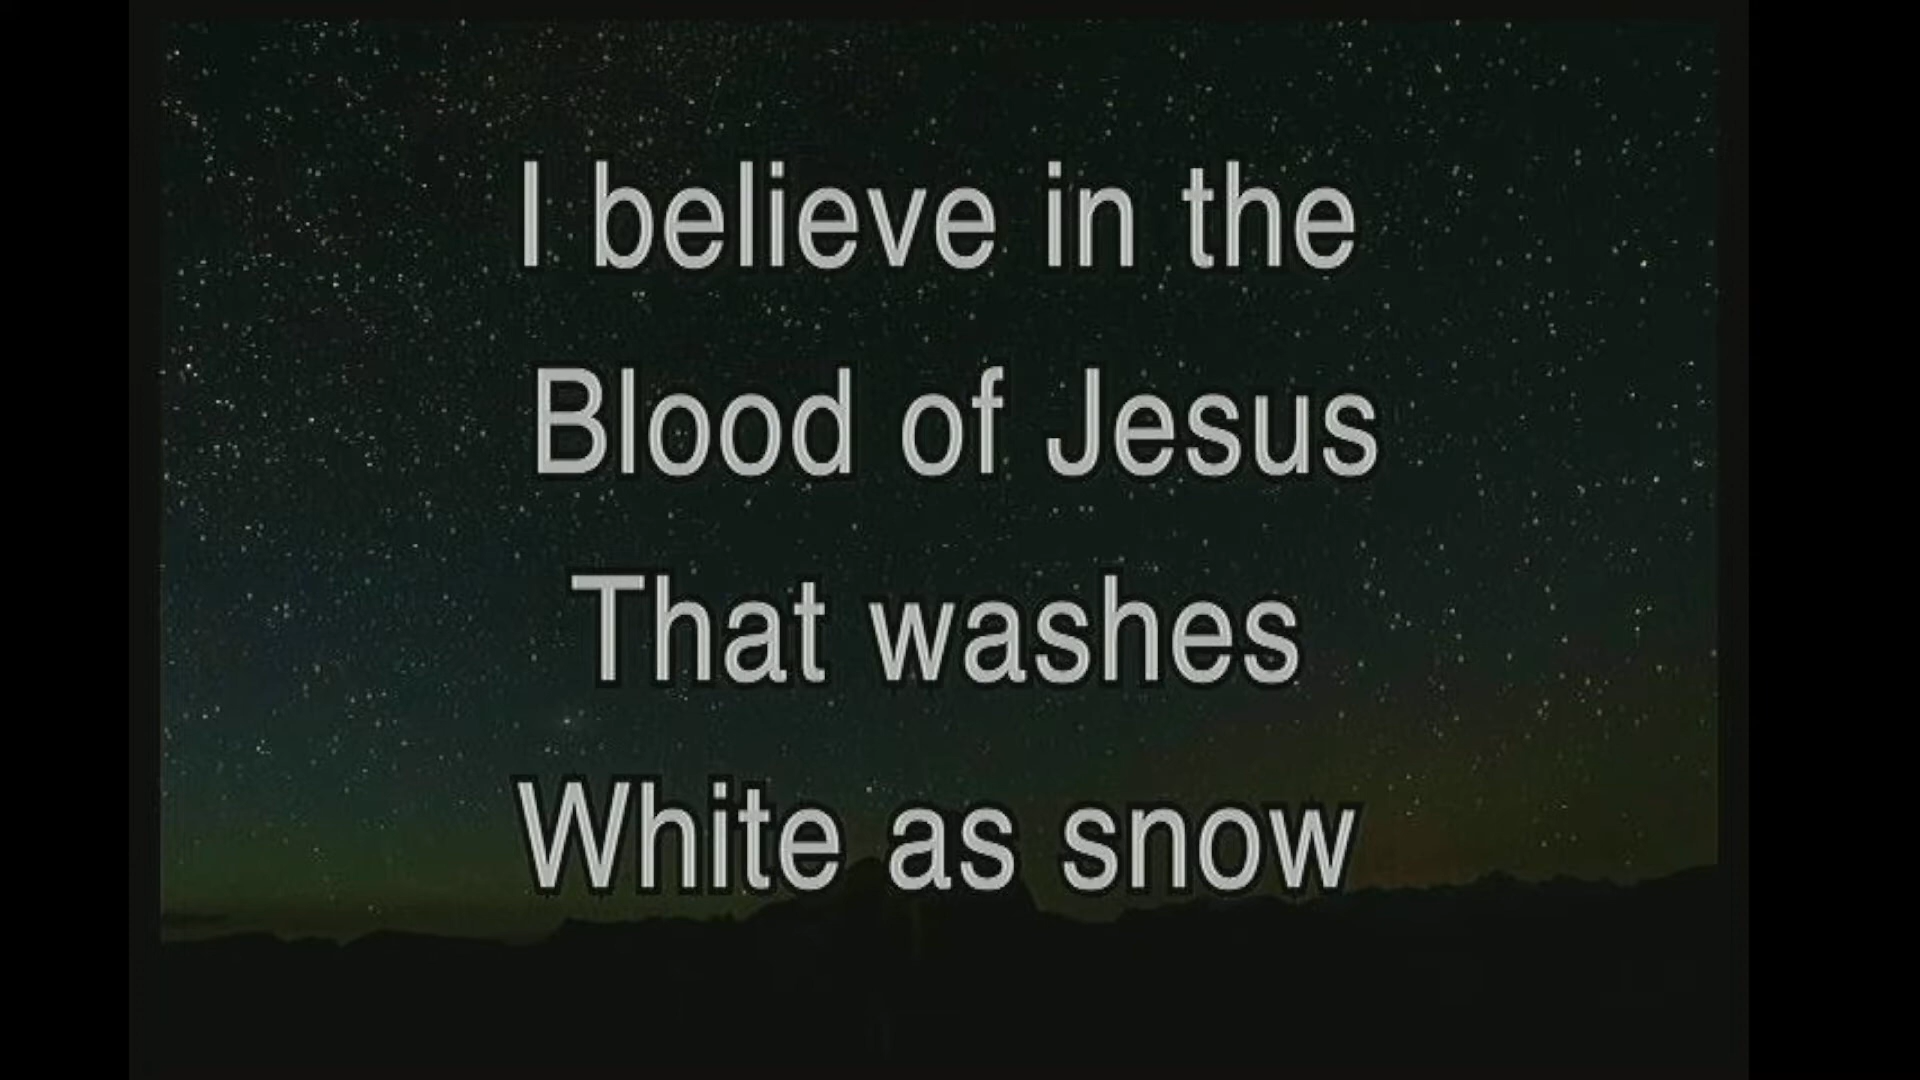 I believe in the
Blood of Jesus
That washes
White as snow